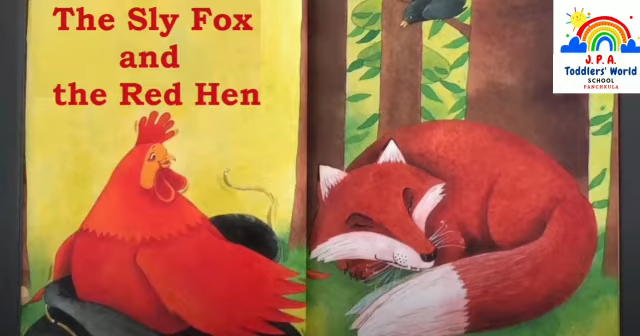 The Sly Fox
and
the Red Hen
J. P. A.
Toddlers' World
SCHOOL
PANCHKULA